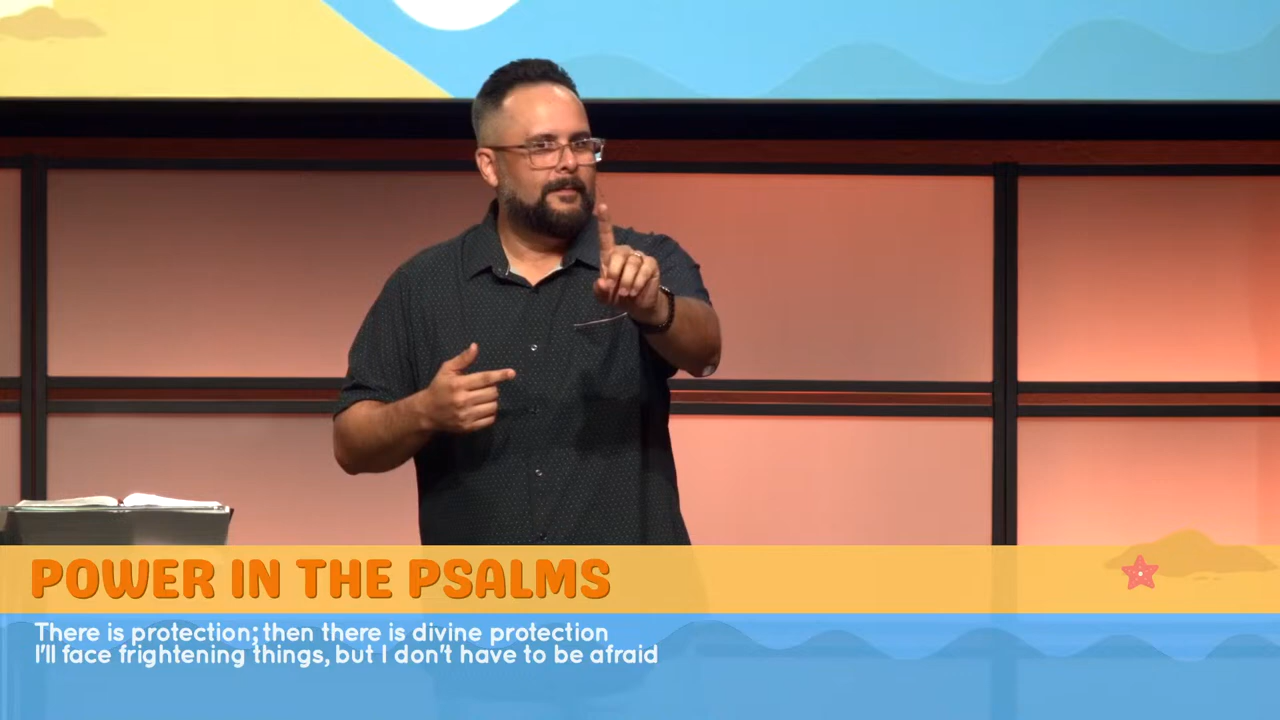 POWER IN THE PSALMS
There is protection; then there is divine protection
I'll face frightening things, but I don't have to be afraid